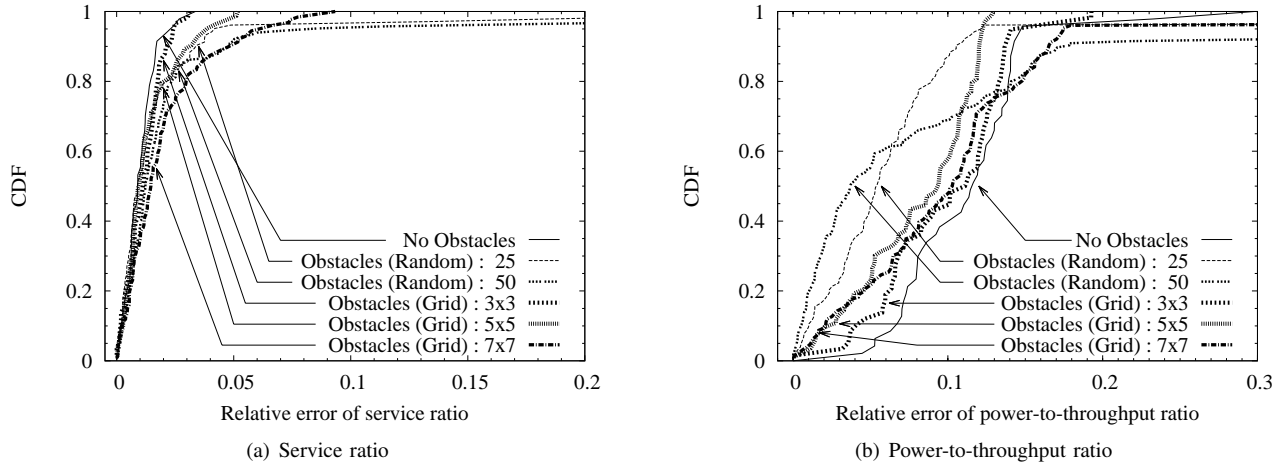 1
0.8
0.6
0.4
0.2
0
CDF
No Obstacles
Obstacles (Random) : 25
Obstacles (Random) : 50
Obstacles (Grid) : 3x3
Obstacles (Grid) : 5x5
Obstacles (Grid) : 7x7
0 0.05 0.1 0.15 0.2
Relative error of service ratio
(a) Service ratio
1
0.8
0.6
0.4
0.2
0
CDF
No Obstacles
Obstacles (Random) : 25
Obstacles (Random) : 50
Obstacles (Grid) : 3x3
Obstacles (Grid) : 5x5
Obstacles (Grid) : 7x7
0 0.1 0.2 0.3
Relative error of power-to-throughput ratio
(b) Power-to-throughput ratio